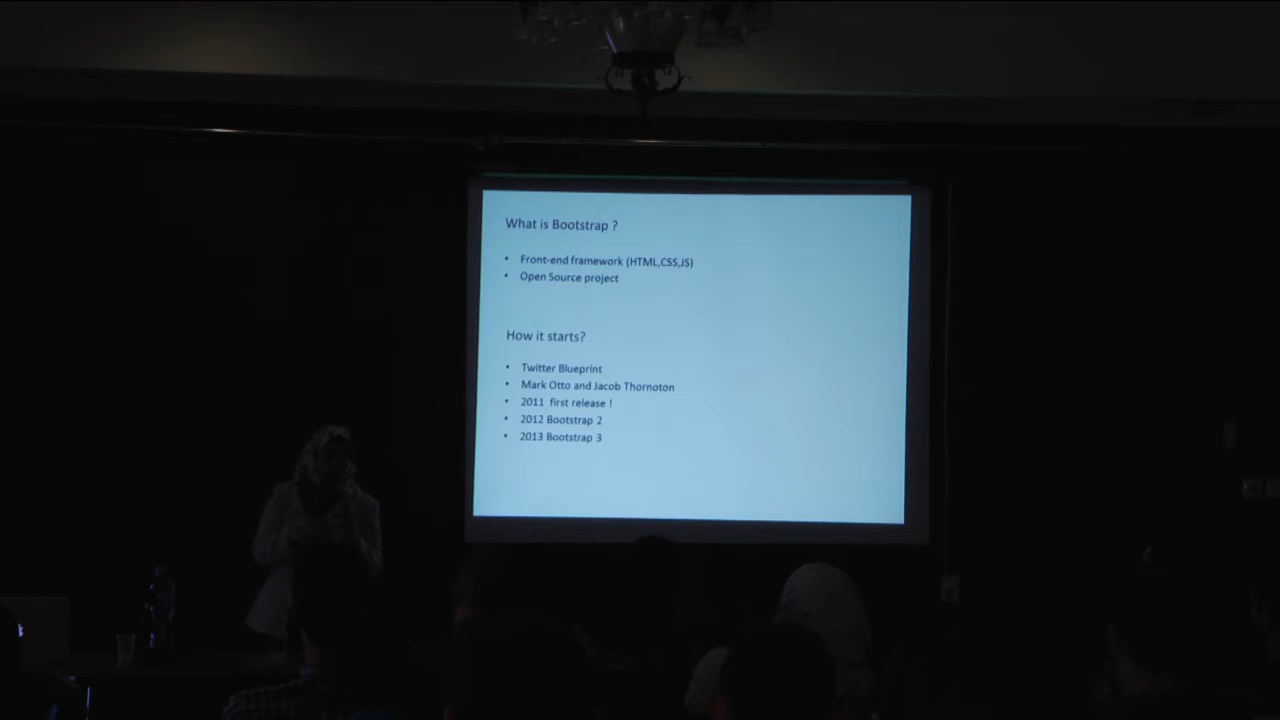 What is Bootstrap ?
• Front-end framework (HTML,CSS,JS)
• Open Source project
How it starts?
• Twitter Blueprint
• Mark Otto and Jacob Thornoton
• 2011 first release !
• 2012 Bootstrap 2
• 2013 Bootstrap 3